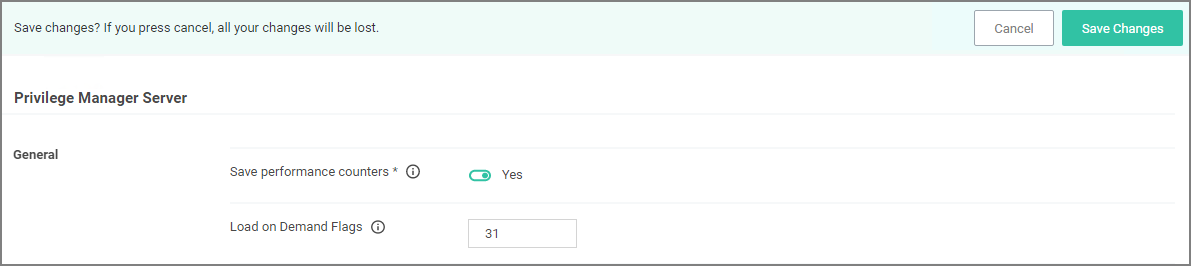 Save changes? If you press cancel, all your changes will be lost.
Cancel
Save Changes
Privilege Manager Server
General
Save performance counters *
Yes
Load on Demand Flags
31